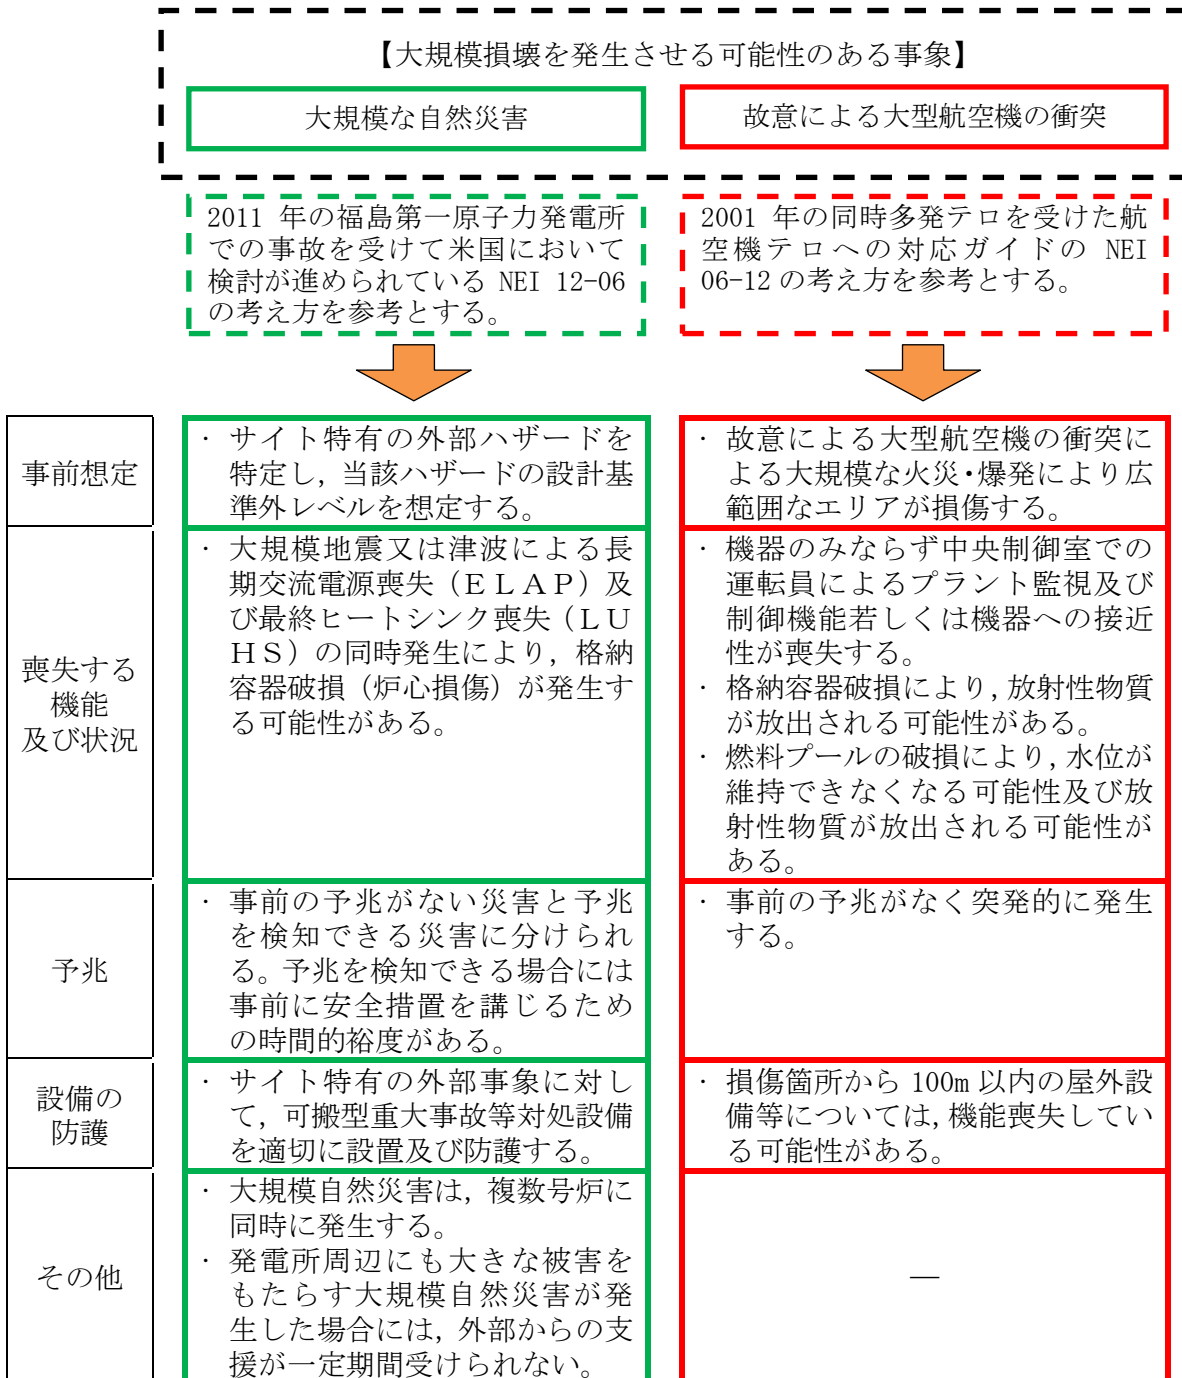 【大規模損壊を発生させる可能性のある事象】
大規模な自然災害
故意による大型航空機の衝突
2011 年の福島第一原子力発電所
での事故を受けて米国において
検討が進められている NEI 12-06
の考え方を参考とする。
2001 年の同時多発テロを受けた航
空機テロへの対応ガイドの NEI
06-12 の考え方を参考とする。
事前想定
・ サイト特有の外部ハザードを
特定し，当該ハザードの設計基
準外レベルを想定する。
・ 故意による大型航空機の衝突に
よる大規模な火災・爆発により広
範囲なエリアが損傷する。
喪失する
機能
及び状況
・ 大規模地震又は津波による長
期交流電源喪失（ＥＬＡＰ）及
び最終ヒートシンク喪失（ＬＵ
ＨＳ）の同時発生により，格納
容器破損（炉心損傷）が発生す
る可能性がある。
・ 機器のみならず中央制御室での
運転員によるプラント監視及び
制御機能若しくは機器への接近
性が喪失する。
・ 格納容器破損により，放射性物質
が放出される可能性がある。
・ 燃料プールの破損により，水位が
維持できなくなる可能性及び放
射性物質が放出される可能性が
ある。
予兆
・ 事前の予兆がない災害と予兆
を検知できる災害に分けられ
る。予兆を検知できる場合には
事前に安全措置を講じるため
の時間的裕度がある。
・ 事前の予兆がなく突発的に発生
する。
設備の
防護
・ サイト特有の外部事象に対し
て，可搬型重大事故等対処設備
を適切に設置及び防護する。
・ 損傷箇所から 100m 以内の屋外設
備等については，機能喪失してい
る可能性がある。
その他
・ 大規模自然災害は，複数号炉に
同時に発生する。
・ 発電所周辺にも大きな被害を
もたらす大規模自然災害が発
生した場合には，外部からの支
援が一定期間受けられない。
―